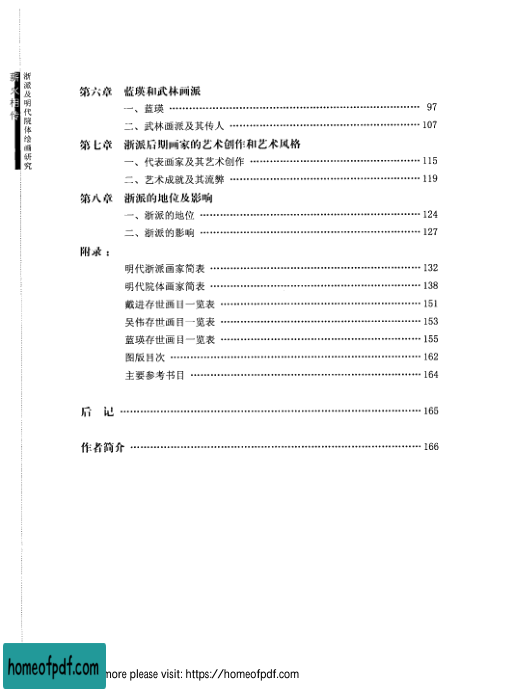 浙派及明代院体绘画研究
薪火相传
第六章 蓝瑛和武林画派
一、蓝瑛 97
二、武林画派及其传人 107
第七章 浙派后期画家的艺术创作和艺术风格
一、代表画家及其艺术创作 115
二、艺术成就及其流弊 119
第八章 浙派的地位及影响
一、浙派的地位 124
二、浙派的影响 127
附录：
明代浙派画家简表 132
明代院体画家简表 138
戴进存世画目一览表 151
吴伟存世画目一览表 153
蓝瑛存世画目一览表 155
图版目次 162
主要参考书目 164
后 记 165
作者简介 166
homeofpdf.com
more please visit: https://homeofpdf.com